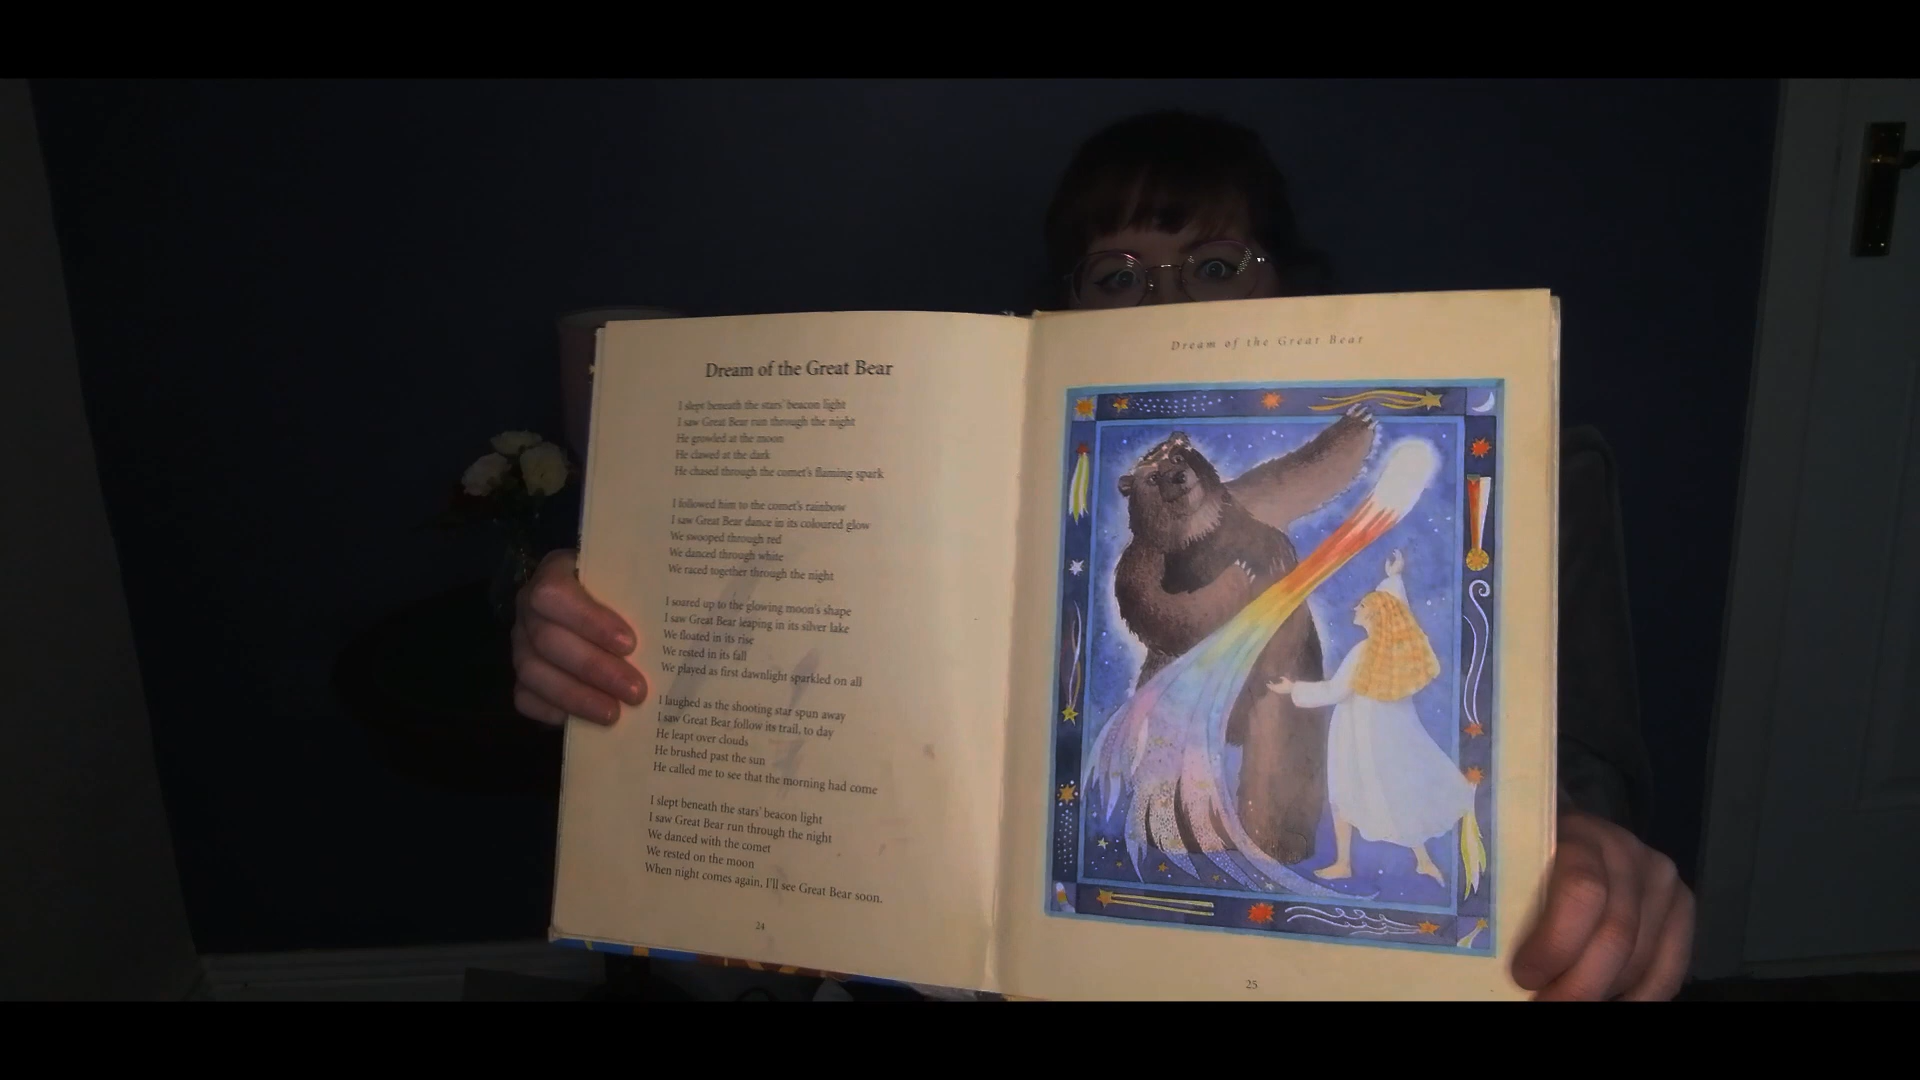 Dream of the Great Bear
I slept beneath the stars' beacon light
I saw Great Bear run through the night
He growled at the moon
He clawed at the dark
He chased through the comet's flaming spark
I followed him to the comet's rainbow
I saw Great Bear dance in its coloured glow
We swooped through red
We danced through white
We raced together through the night
I soared up to the glowing moon's shape
I saw Great Bear leaping in its silver lake
We floated in its rise
We rested in its fall
We played as first dawnlight sparkled on all
I laughed as the shooting star spun away
I saw Great Bear follow its trail, to day
He leapt over clouds
He brushed past the sun
He called me to see that the morning had come
I slept beneath the stars' beacon light
I saw Great Bear run through the night
We danced with the comet
We rested on the moon
When night comes again, I'll see Great Bear soon.
24
Dream of the Great Bear
25